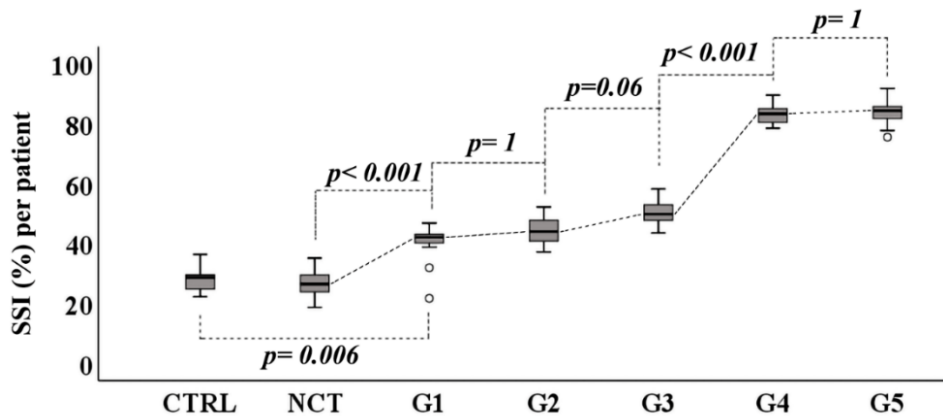 p= 1
p< 0.001
p=0.06
p= 1
p< 0.001
p= 0.006
SSI (%) per patient
100
80
60
40
20
0
CTRL NCT G1 G2 G3 G4 G5